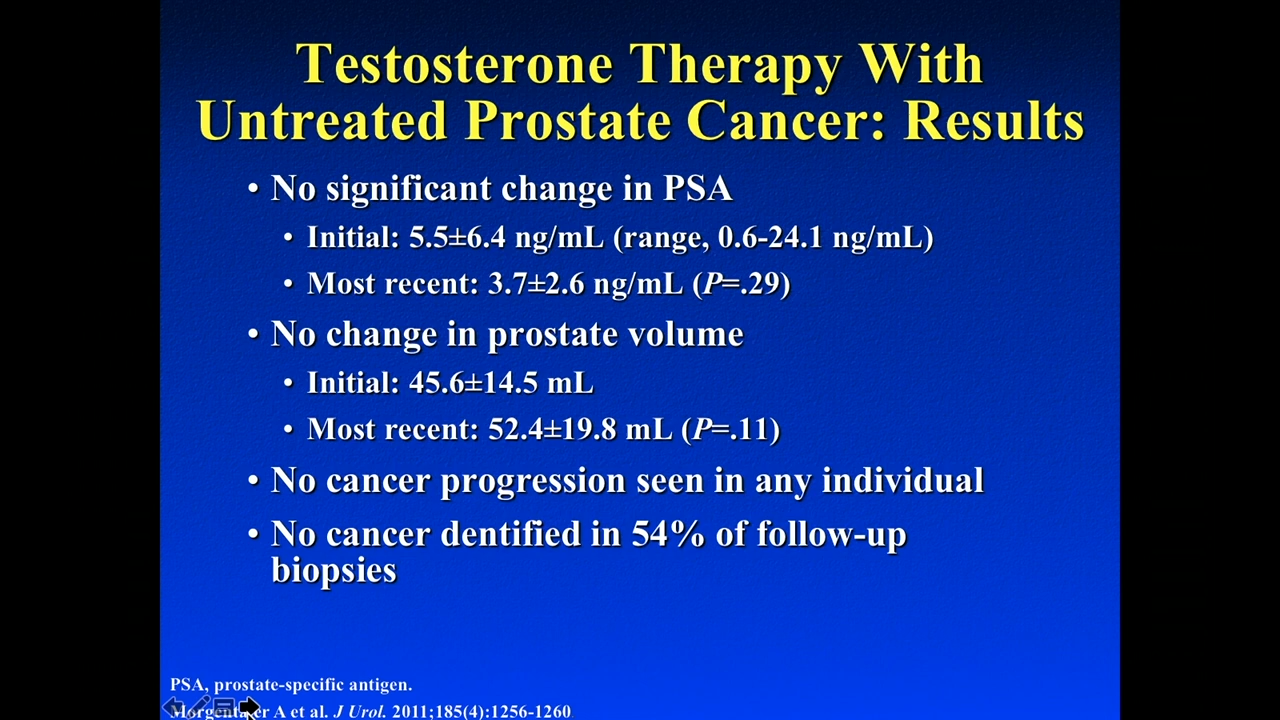 Testosterone Therapy With
Untreated Prostate Cancer: Results
• No significant change in PSA
• Initial: 5.5±6.4 ng/mL (range, 0.6-24.1 ng/mL)
• Most recent: 3.7±2.6 ng/mL (P=.29)
• No change in prostate volume
• Initial: 45.6±14.5 mL
• Most recent: 52.4±19.8 mL (P=.11)
• No cancer progression seen in any individual
• No cancer dentified in 54% of follow-up
biopsies
PSA, prostate-specific antigen.
Morgentaler A et al. J Urol. 2011;185(4):1256-1260